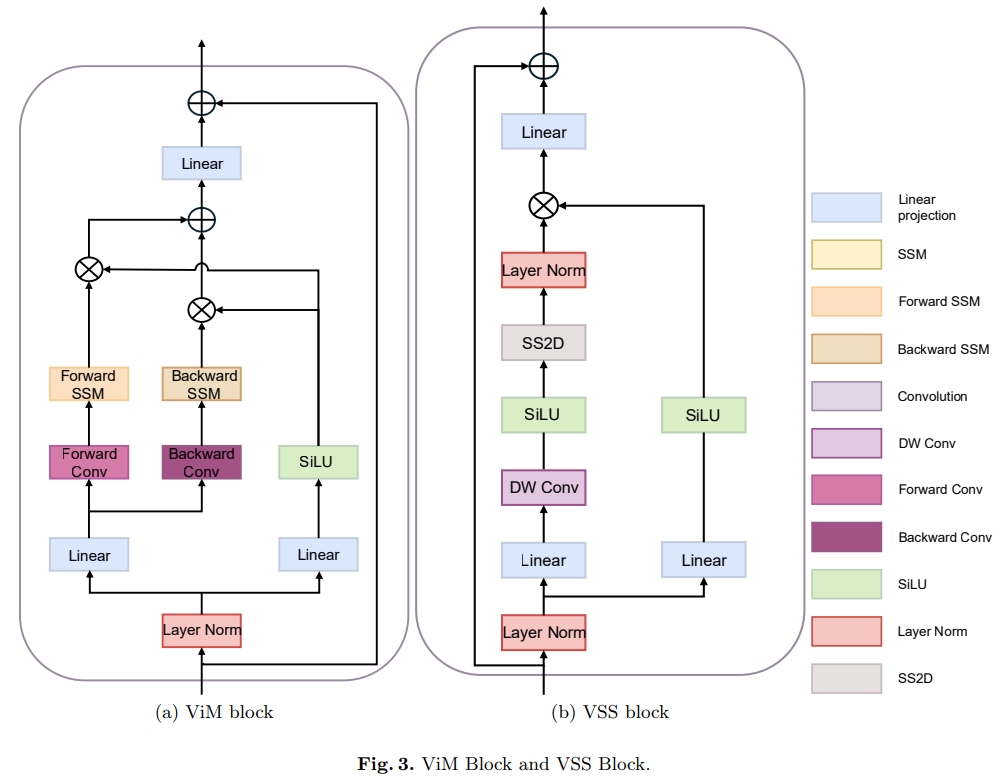 Linear
Forward
SSM
Backward
SSM
Forward
Conv
Backward
Conv
SiLU
Linear
Linear
Layer Norm
(a) ViM block
Linear
Layer Norm
SS2D
SiLU
SiLU
DW Conv
Linear
Linear
Layer Norm
(b) VSS block
Linear
projection
SSM
Forward SSM
Backward SSM
Convolution
DW Conv
Forward Conv
Backward Conv
SiLU
Layer Norm
SS2D
Fig. 3. ViM Block and VSS Block.